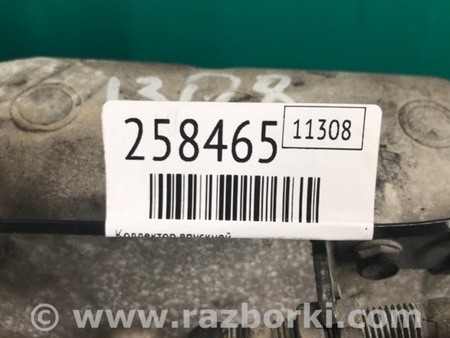 1308
258465
11308
Коллектор впускной
www.razborki.com